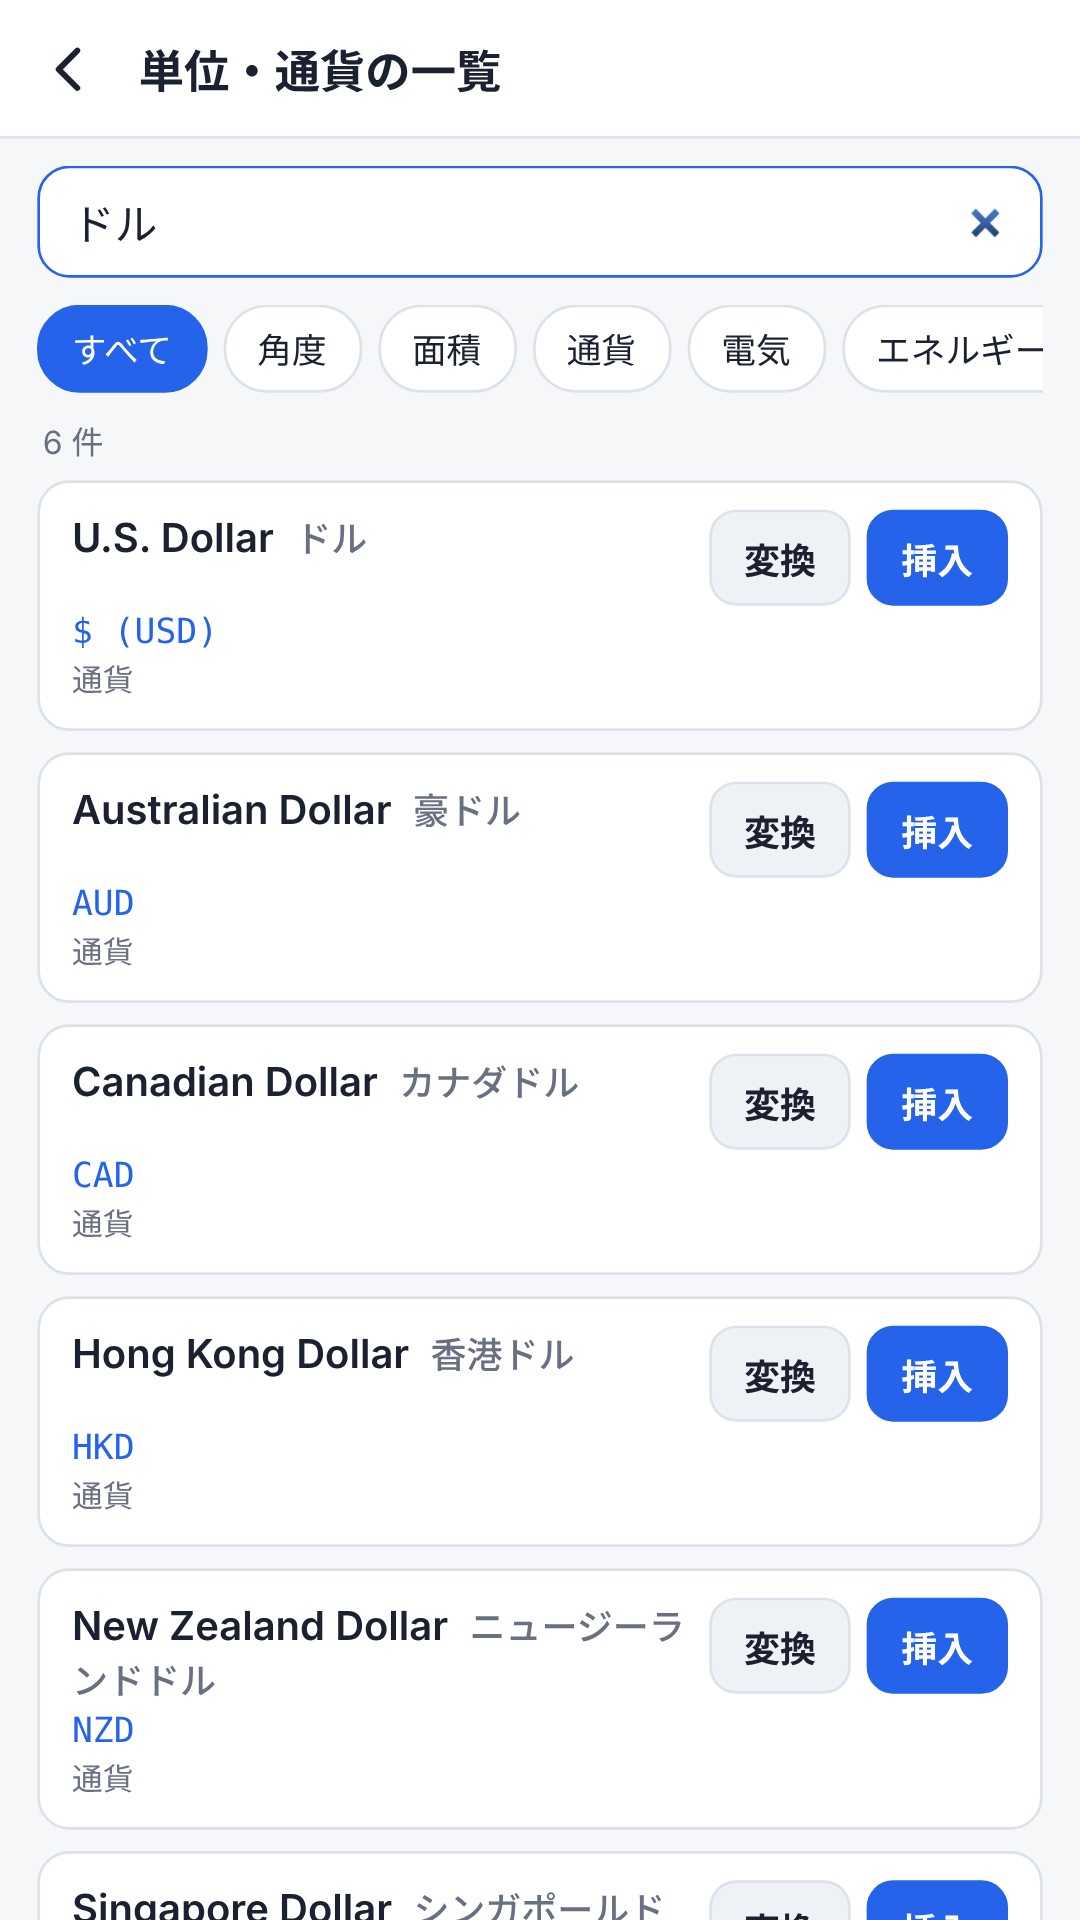 単位・通貨の一覧
ドル
すべて 角度 面積 通貨 電気 エネルギー
6 件
U.S. Dollar ドル 変換 挿入
$ (USD)
通貨
Australian Dollar 豪ドル 変換 挿入
AUD
通貨
Canadian Dollar カナダドル 変換 挿入
CAD
通貨
Hong Kong Dollar 香港ドル 変換 挿入
HKD
通貨
New Zealand Dollar ニュージーラ 変換 挿入
ンドドル
NZD
通貨
Singapore Dollar シンガポールド 変換 挿入